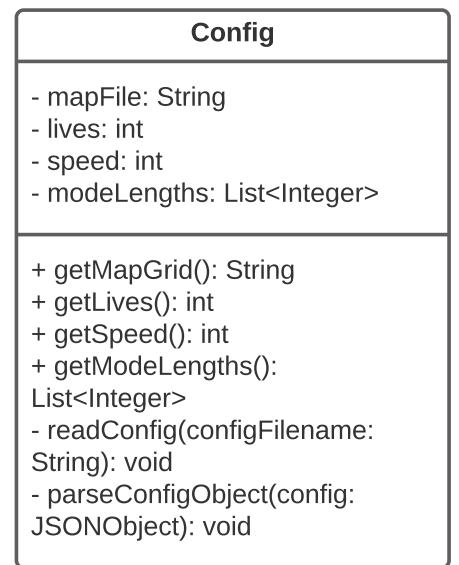 Config
- mapFile: String
- lives: int
- speed: int
- modeLengths: List<Integer>
+ getMapGrid(): String
+ getLives(): int
+ getSpeed(): int
+ getModeLengths():
List<Integer>
- readConfig(configFilename:
String): void
- parseConfigObject(config:
JSONObject): void